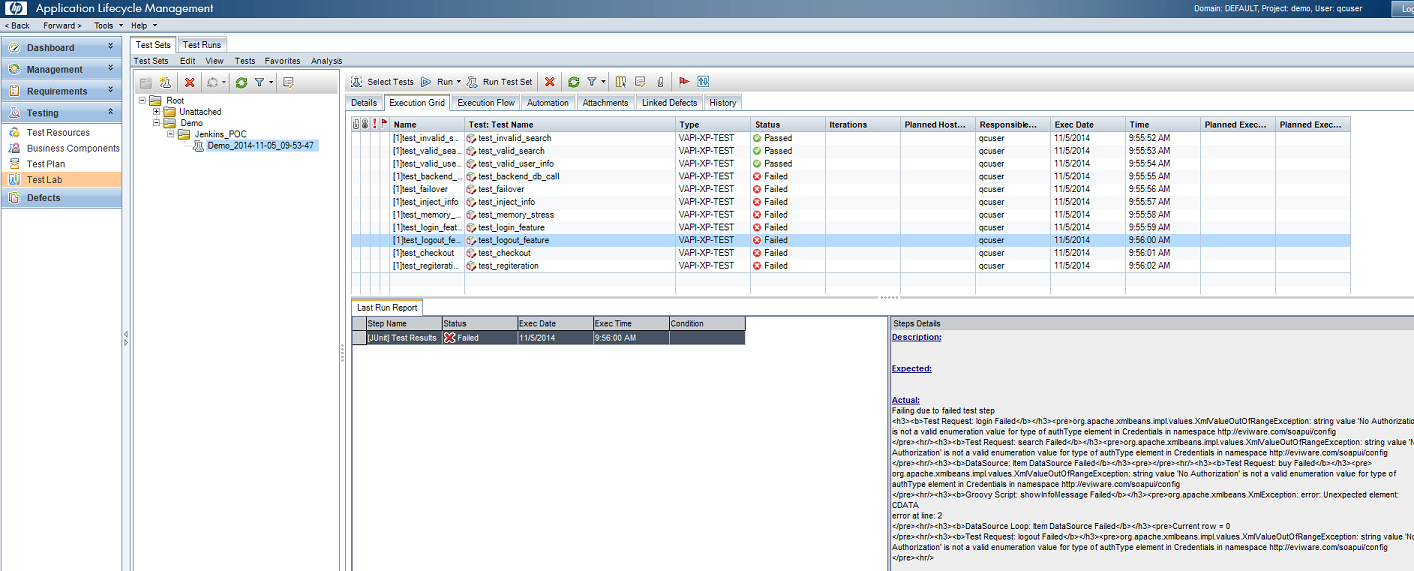 hp Application Lifecycle Management Domain: DEFAULT, Project: demo, User: qcuser
< Back Forward > Tools Help
Dashboard
Management
Requirements
Testing
Test Resources
Business Components
Test Plan
Test Lab
Defects
Test Sets Test Runs
Test Sets Edit View Tests Favorites Analysis
Root
Unattached
Demo
Jenkins_POC
Demo_2014-11-05_09-53-47
Select Tests Run Run Test Set
Details Execution Grid Execution Flow Automation Attachments Linked Defects History
Name Test: Test Name Type Status Iterations Planned Host... Responsible... Exec Date Time Planned Exec... Planned Exec...
[1]test_invalid_s... test_invalid_search VAPI-XP-TEST Passed qcuser 11/5/2014 9:55:52 AM
[1]test_valid_sea... test_valid_search VAPI-XP-TEST Passed qcuser 11/5/2014 9:55:53 AM
[1]test_valid_use... test_valid_user_info VAPI-XP-TEST Passed qcuser 11/5/2014 9:55:54 AM
[1]test_backend_... test_backend_db_call VAPI-XP-TEST Failed qcuser 11/5/2014 9:55:55 AM
[1]test_failover test_failover VAPI-XP-TEST Failed qcuser 11/5/2014 9:55:56 AM
[1]test_inject_info test_inject_info VAPI-XP-TEST Failed qcuser 11/5/2014 9:55:57 AM
[1]test_memory_... test_memory_stress VAPI-XP-TEST Failed qcuser 11/5/2014 9:55:58 AM
[1]test_login_feat... test_login_feature VAPI-XP-TEST Failed qcuser 11/5/2014 9:55:59 AM
[1]test_logout_fe... test_logout_feature VAPI-XP-TEST Failed qcuser 11/5/2014 9:56:00 AM
[1]test_checkout test_checkout VAPI-XP-TEST Failed qcuser 11/5/2014 9:56:01 AM
[1]test_regiterati... test_regiteration VAPI-XP-TEST Failed qcuser 11/5/2014 9:56:02 AM
Last Run Report
Step Name Status Exec Date Exec Time Condition
[JUnit] Test Results Failed 11/5/2014 9:56:00 AM
Steps Details
Description:
Expected:
Actual:
Failing due to failed test step
<h3><b>Test Request: login Failed</b></h3><pre>org.apache.xmlbeans.impl.values.XmlValueOutOfRangeException: string value 'No Authorization'
is not a valid enumeration value for type of authType element in Credentials in namespace http://eviware.com/soapui/config
</pre><hr/><h3><b>Test Request: search Failed</b></h3><pre>org.apache.xmlbeans.impl.values.XmlValueOutOfRangeException: string value 'No
Authorization' is not a valid enumeration value for type of authType element in Credentials in namespace http://eviware.com/soapui/config
</pre><hr/><h3><b>DataSource: Item DataSource Failed</b></h3><pre></pre><hr/><h3><b>Test Request: buy Failed</b></h3><pre>
org.apache.xmlbeans.impl.values.XmlValueOutOfRangeException: string value 'No Authorization' is not a valid enumeration value for type of
authType element in Credentials in namespace http://eviware.com/soapui/config
</pre><hr/><h3><b>Groovy Script: showInfoMessage Failed</b></h3><pre>org.apache.xmlbeans.XmlException: error: Unexpected element:
CDATA
error at line: 2
</pre><hr/><h3><b>DataSource Loop: Item DataSource Failed</b></h3><pre>Current row = 0
</pre><hr/><h3><b>Test Request: logout Failed</b></h3><pre>org.apache.xmlbeans.impl.values.XmlValueOutOfRangeException: string value 'No
Authorization' is not a valid enumeration value for type of authType element in Credentials in namespace http://eviware.com/soapui/config
</pre><hr/>